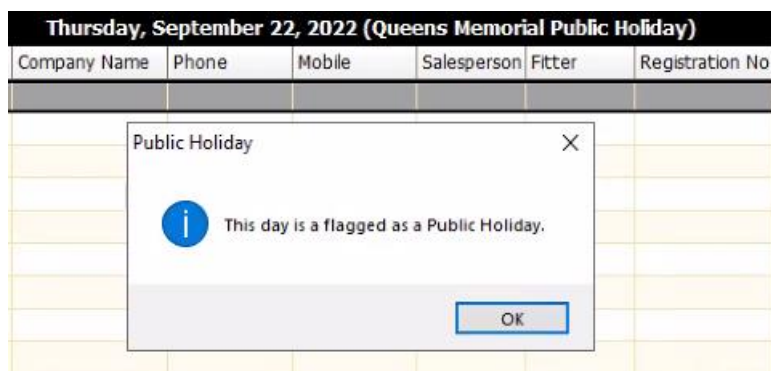 Thursday, September 22, 2022 (Queens Memorial Public Holiday)
Company Name Phone Mobile Salesperson Fitter Registration No
Public Holiday
This day is a flagged as a Public Holiday.
OK